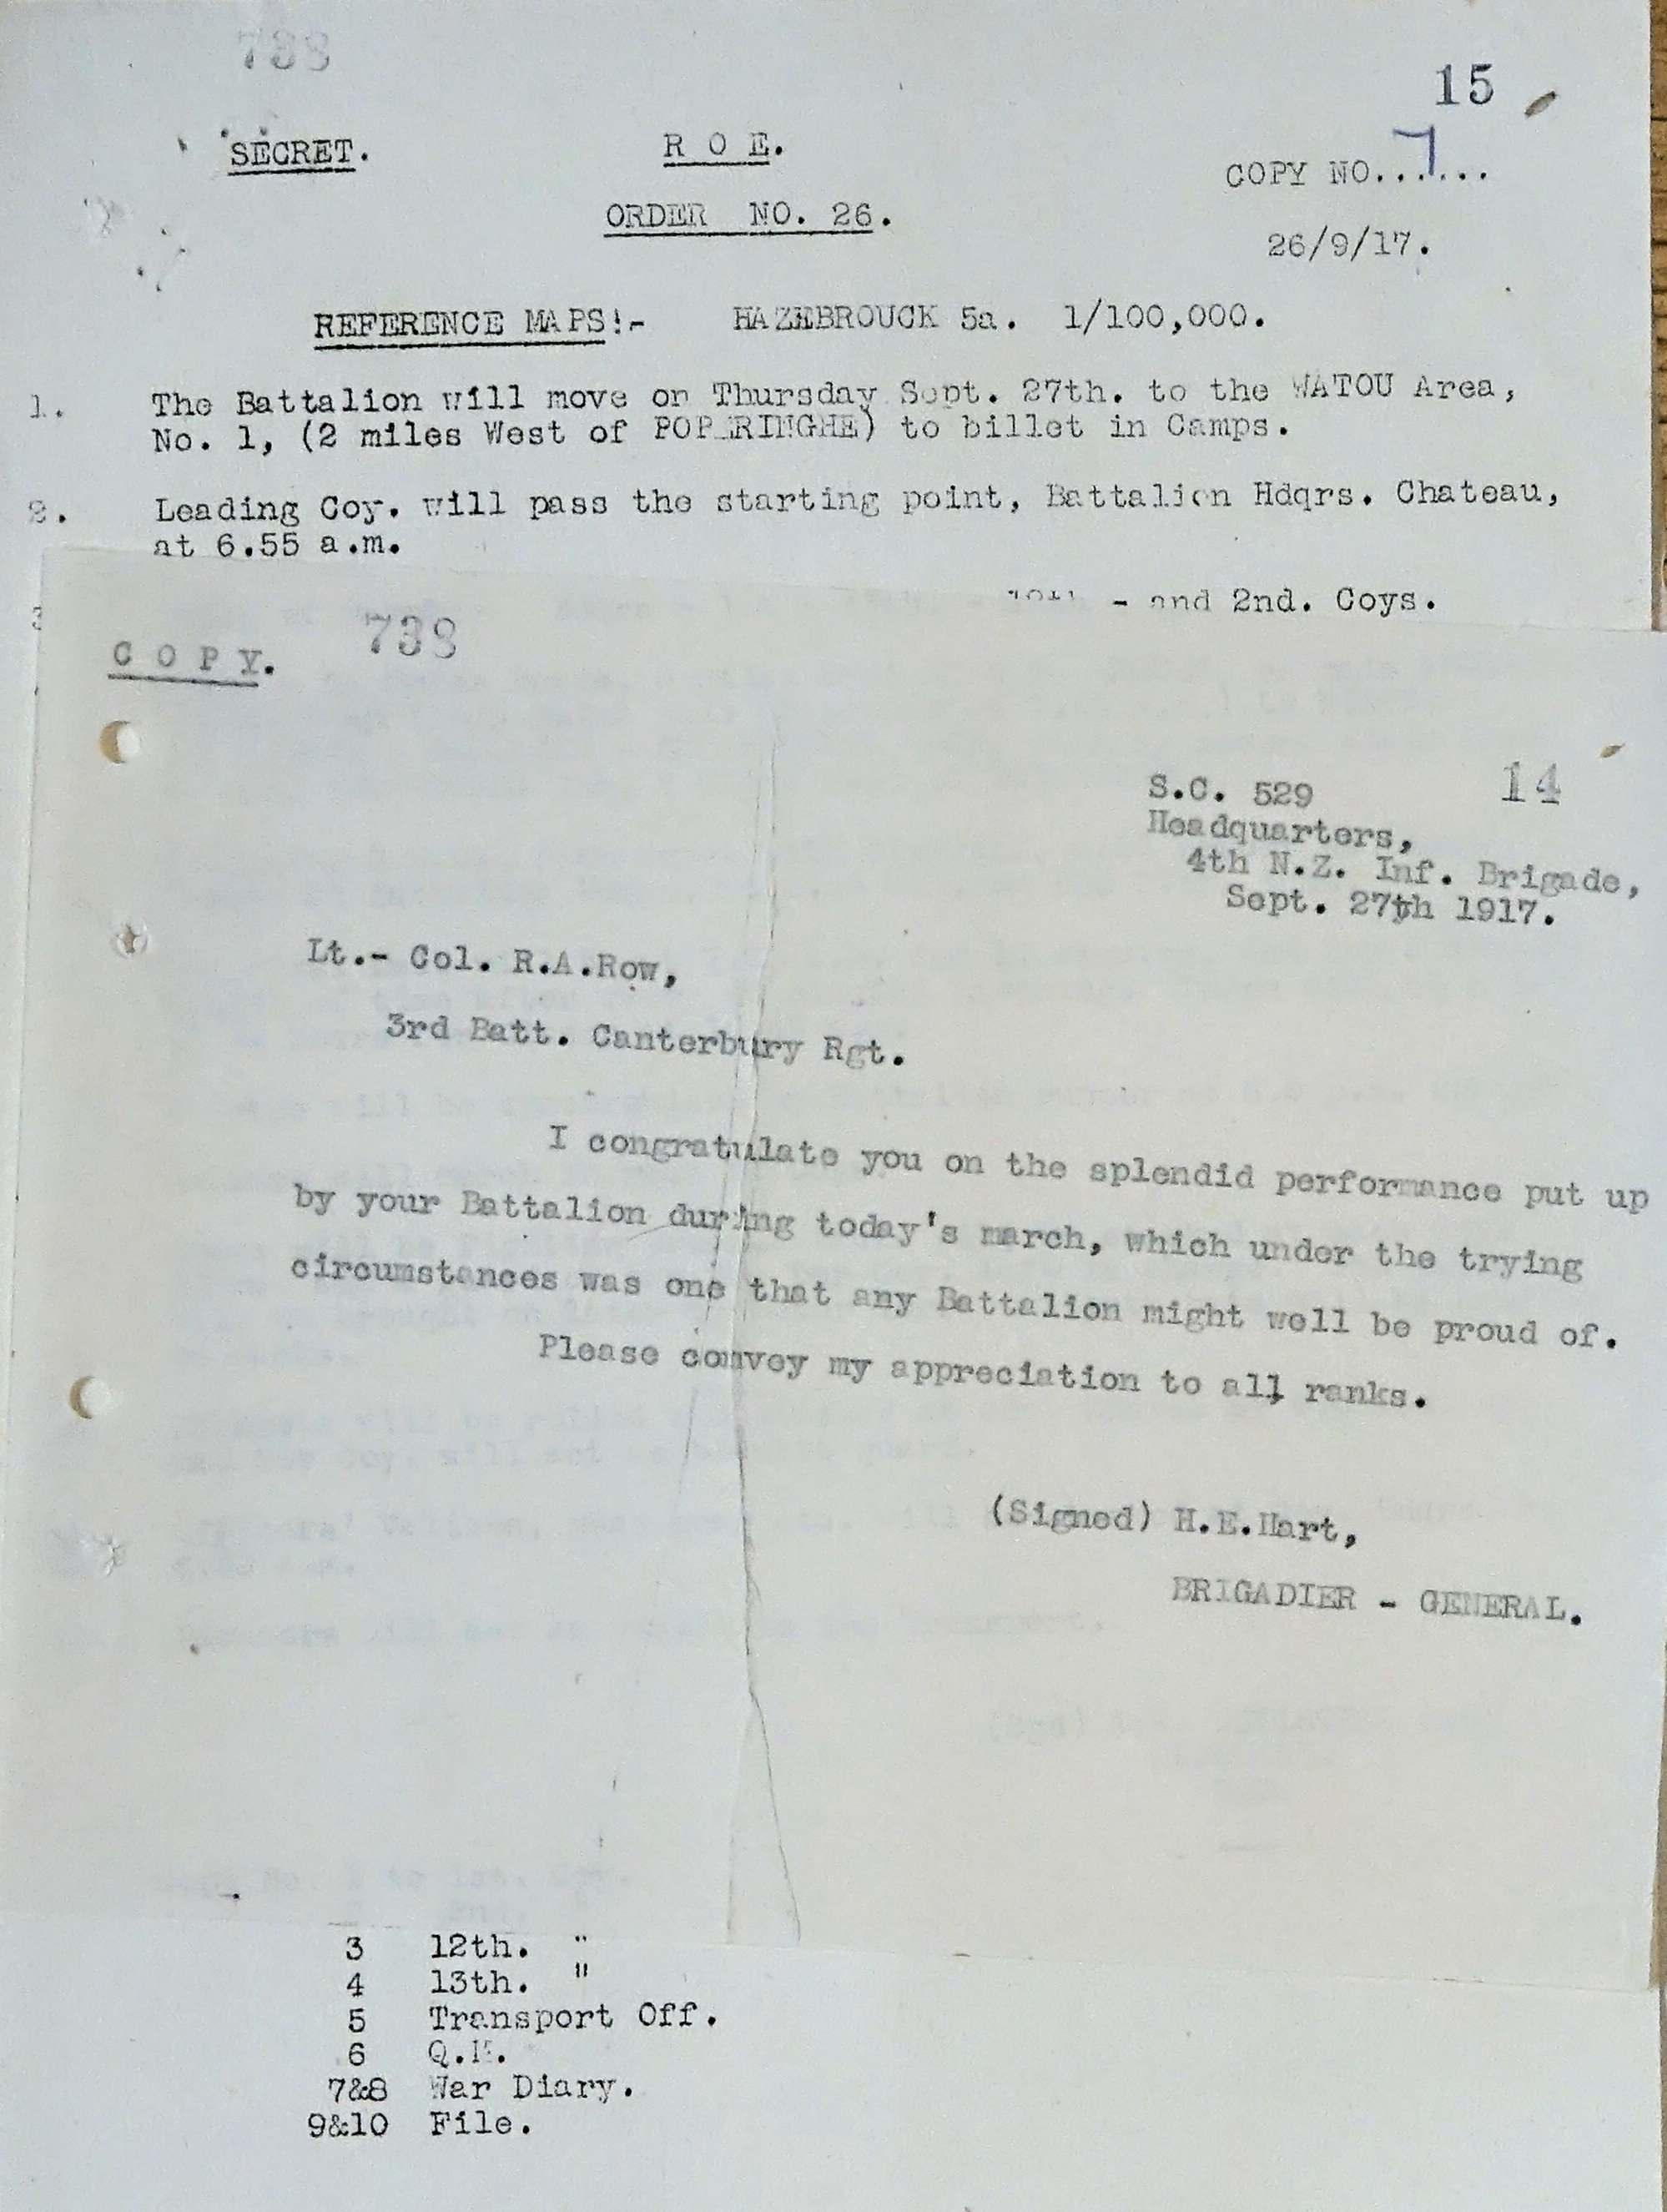 738
15
SECRET.
R O E.
COPY NO.......
7
ORDER NO. 26.
26/9/17.
REFERENCE MAPS:- HAZEBROUCK 5a. 1/100,000.
1. The Battalion will move on Thursday Sept. 27th. to the WATOU Area,
No. 1, (2 miles West of POPERINGHE) to billet in Camps.
2. Leading Coy. will pass the starting point, Battalion Hdqrs. Chateau,
at 6.55 a.m.
3 - and 2nd. Coys.
C O P Y. 738
S.C. 529 14
Headquarters,
4th N.Z. Inf. Brigade,
Sept. 27th 1917.
Lt.- Col. R.A.Row,
3rd Batt. Canterbury Rgt.
I congratulate you on the splendid performance put up
by your Battalion during today's march, which under the trying
circumstances was one that any Battalion might well be proud of.
Please convey my appreciation to all ranks.
(Signed) H.E.Hart,
BRIGADIER - GENERAL.
3 12th. "
4 13th. "
5 Transport Off.
6 Q.M.
7&8 War Diary.
9&10 File.